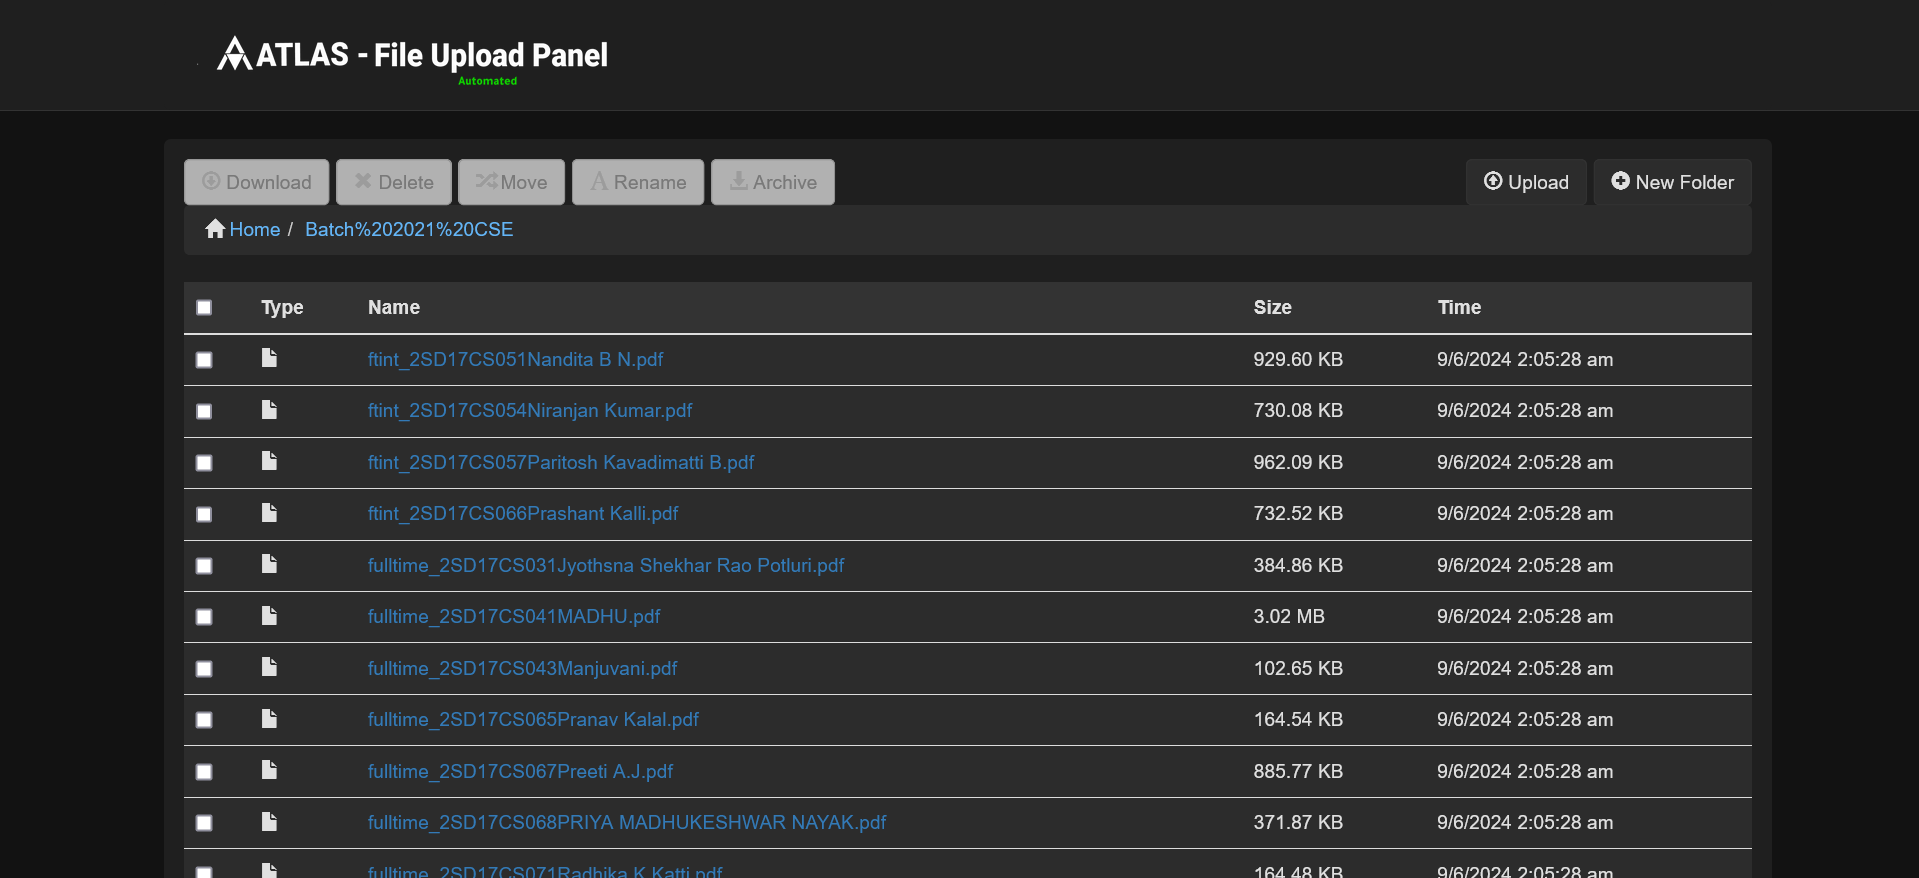 ATLAS - File Upload Panel
Automated
Download Delete Move Rename Archive Upload New Folder
Home / Batch%202021%20CSE
Type Name Size Time
ftint_2SD17CS051Nandita B N.pdf 929.60 KB 9/6/2024 2:05:28 am
ftint_2SD17CS054Niranjan Kumar.pdf 730.08 KB 9/6/2024 2:05:28 am
ftint_2SD17CS057Paritosh Kavadimatti B.pdf 962.09 KB 9/6/2024 2:05:28 am
ftint_2SD17CS066Prashant Kalli.pdf 732.52 KB 9/6/2024 2:05:28 am
fulltime_2SD17CS031Jyothsna Shekhar Rao Potluri.pdf 384.86 KB 9/6/2024 2:05:28 am
fulltime_2SD17CS041MADHU.pdf 3.02 MB 9/6/2024 2:05:28 am
fulltime_2SD17CS043Manjuvani.pdf 102.65 KB 9/6/2024 2:05:28 am
fulltime_2SD17CS065Pranav Kalal.pdf 164.54 KB 9/6/2024 2:05:28 am
fulltime_2SD17CS067Preeti A.J.pdf 885.77 KB 9/6/2024 2:05:28 am
fulltime_2SD17CS068PRIYA MADHUKESHWAR NAYAK.pdf 371.87 KB 9/6/2024 2:05:28 am
fulltime_2SD17CS071Radhika K Katti.pdf 164.48 KB 9/6/2024 2:05:28 am